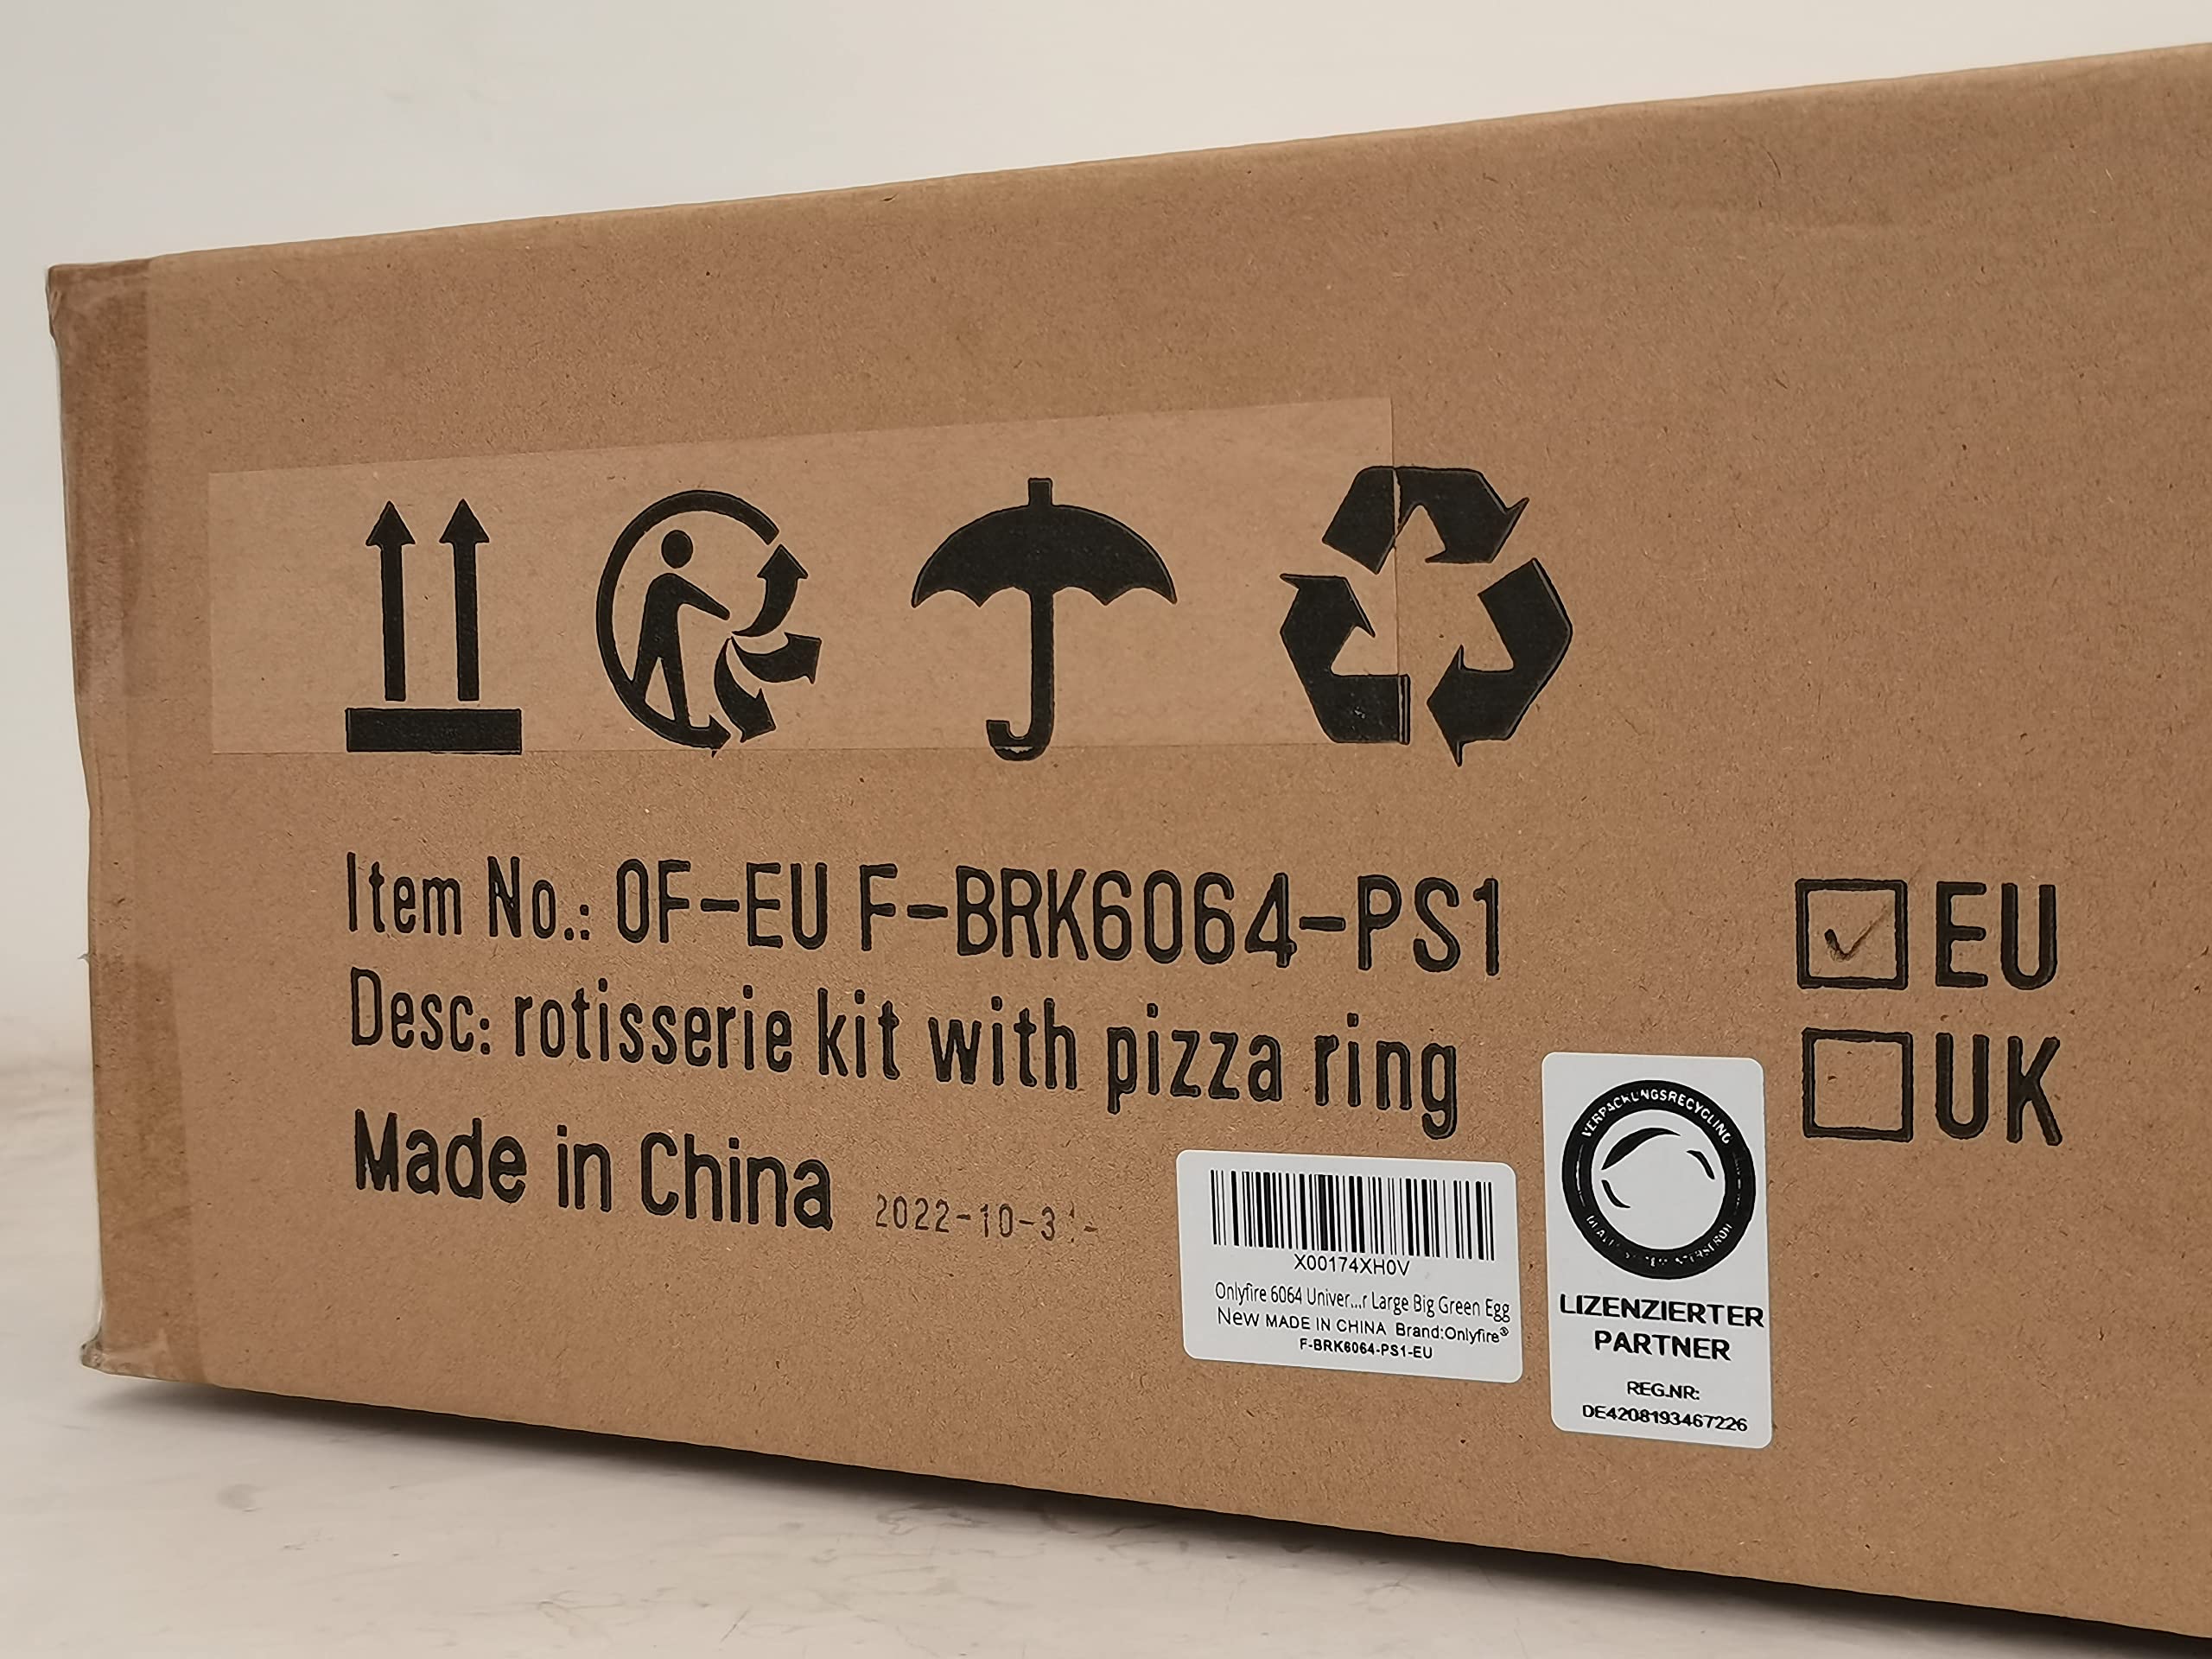 Item No.: OF-EU F-BRK6064-PS1
Desc: rotisserie kit with pizza ring
Made in China
2022-10-3
EU
UK
X00174XH0V
Onlyfire 6064 Univer...r Large Big Green Egg
New MADE IN CHINA Brand:Onlyfire®
F-BRK6064-PS1-EU
VERPACKUNGSRECYCLING
LIZENZIERTER
PARTNER
REG.NR:
DE4208193467226